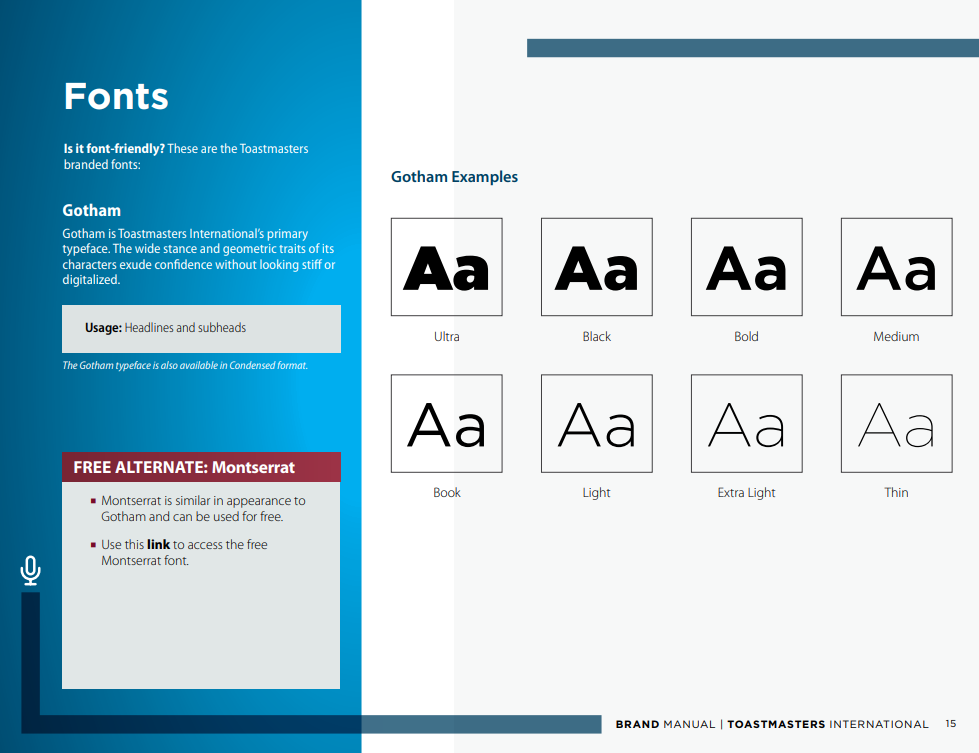 Fonts
Is it font-friendly? These are the Toastmasters
branded fonts:
Gotham
Gotham is Toastmasters International's primary
typeface. The wide stance and geometric traits of its
characters exude confidence without looking stiff or
digitalized.
Usage: Headlines and subheads
The Gotham typeface is also available in Condensed format.
FREE ALTERNATE: Montserrat
▪ Montserrat is similar in appearance to
Gotham and can be used for free.
▪ Use this link to access the free
Montserrat font.
Gotham Examples
Aa Aa Aa Aa
Ultra Black Bold Medium
Aa Aa Aa Aa
Book Light Extra Light Thin
BRAND MANUAL | TOASTMASTERS INTERNATIONAL 15